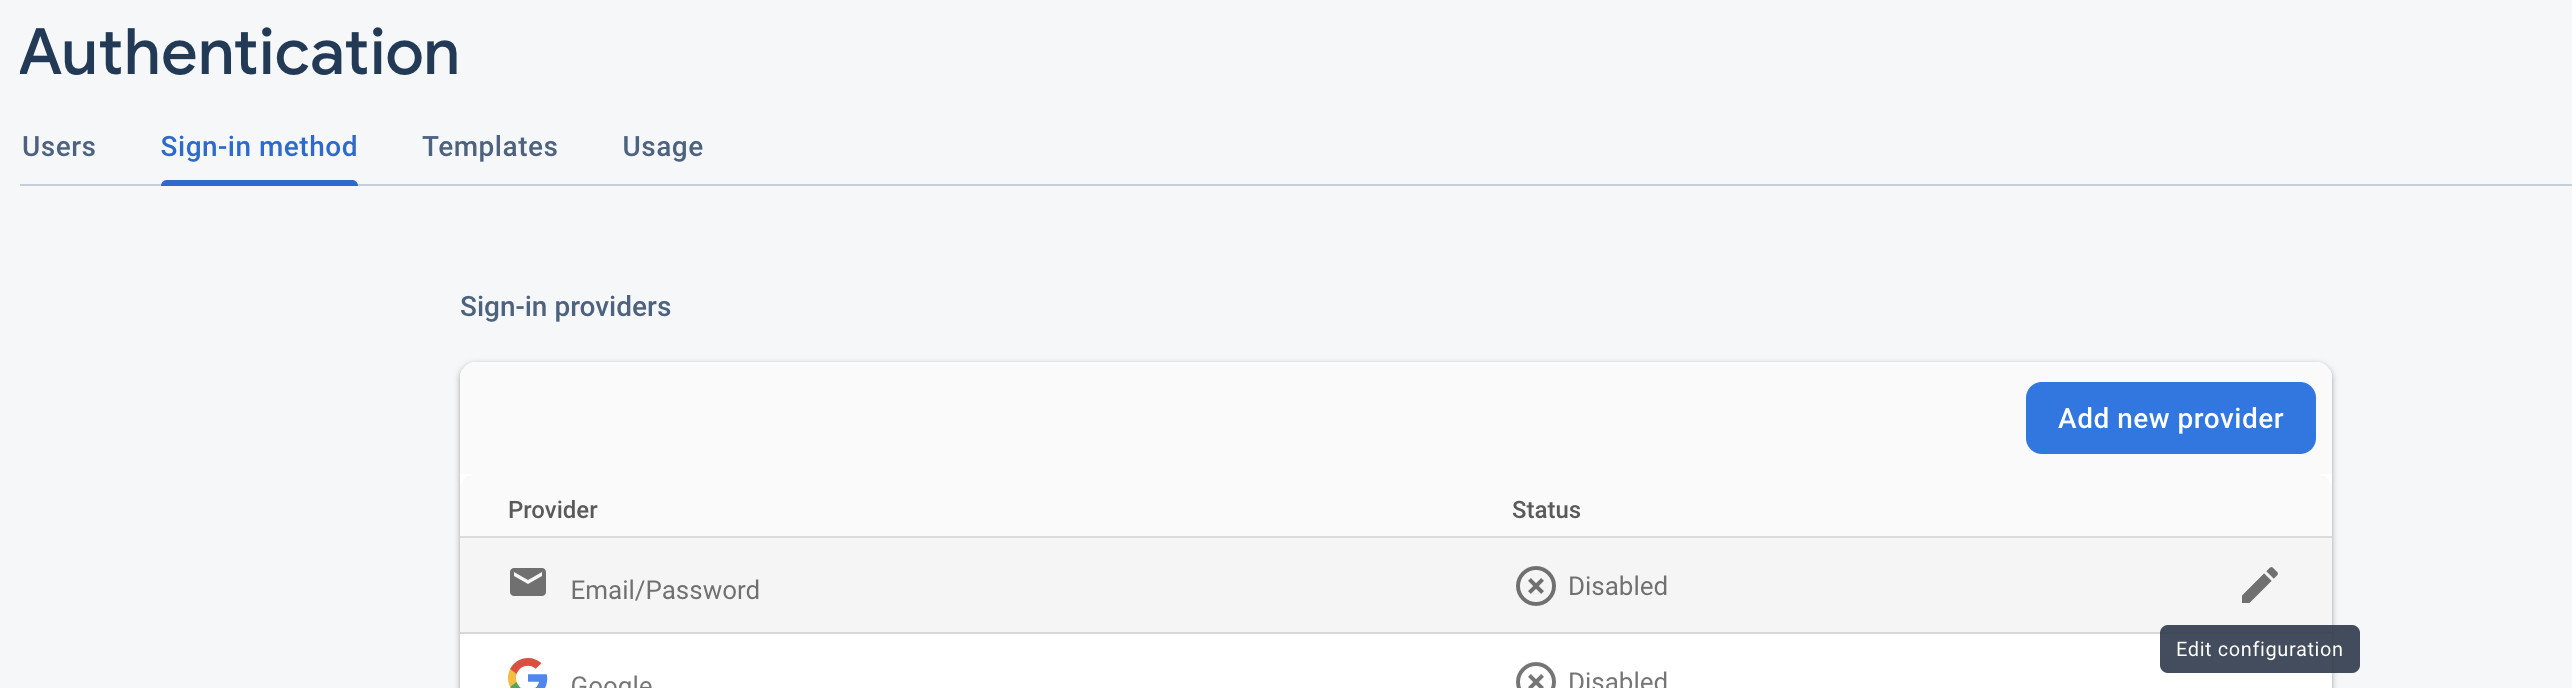 Authentication
Users Sign-in method Templates Usage
Sign-in providers
Add new provider
Provider Status
Email/Password Disabled
Edit configuration
Google Disabled